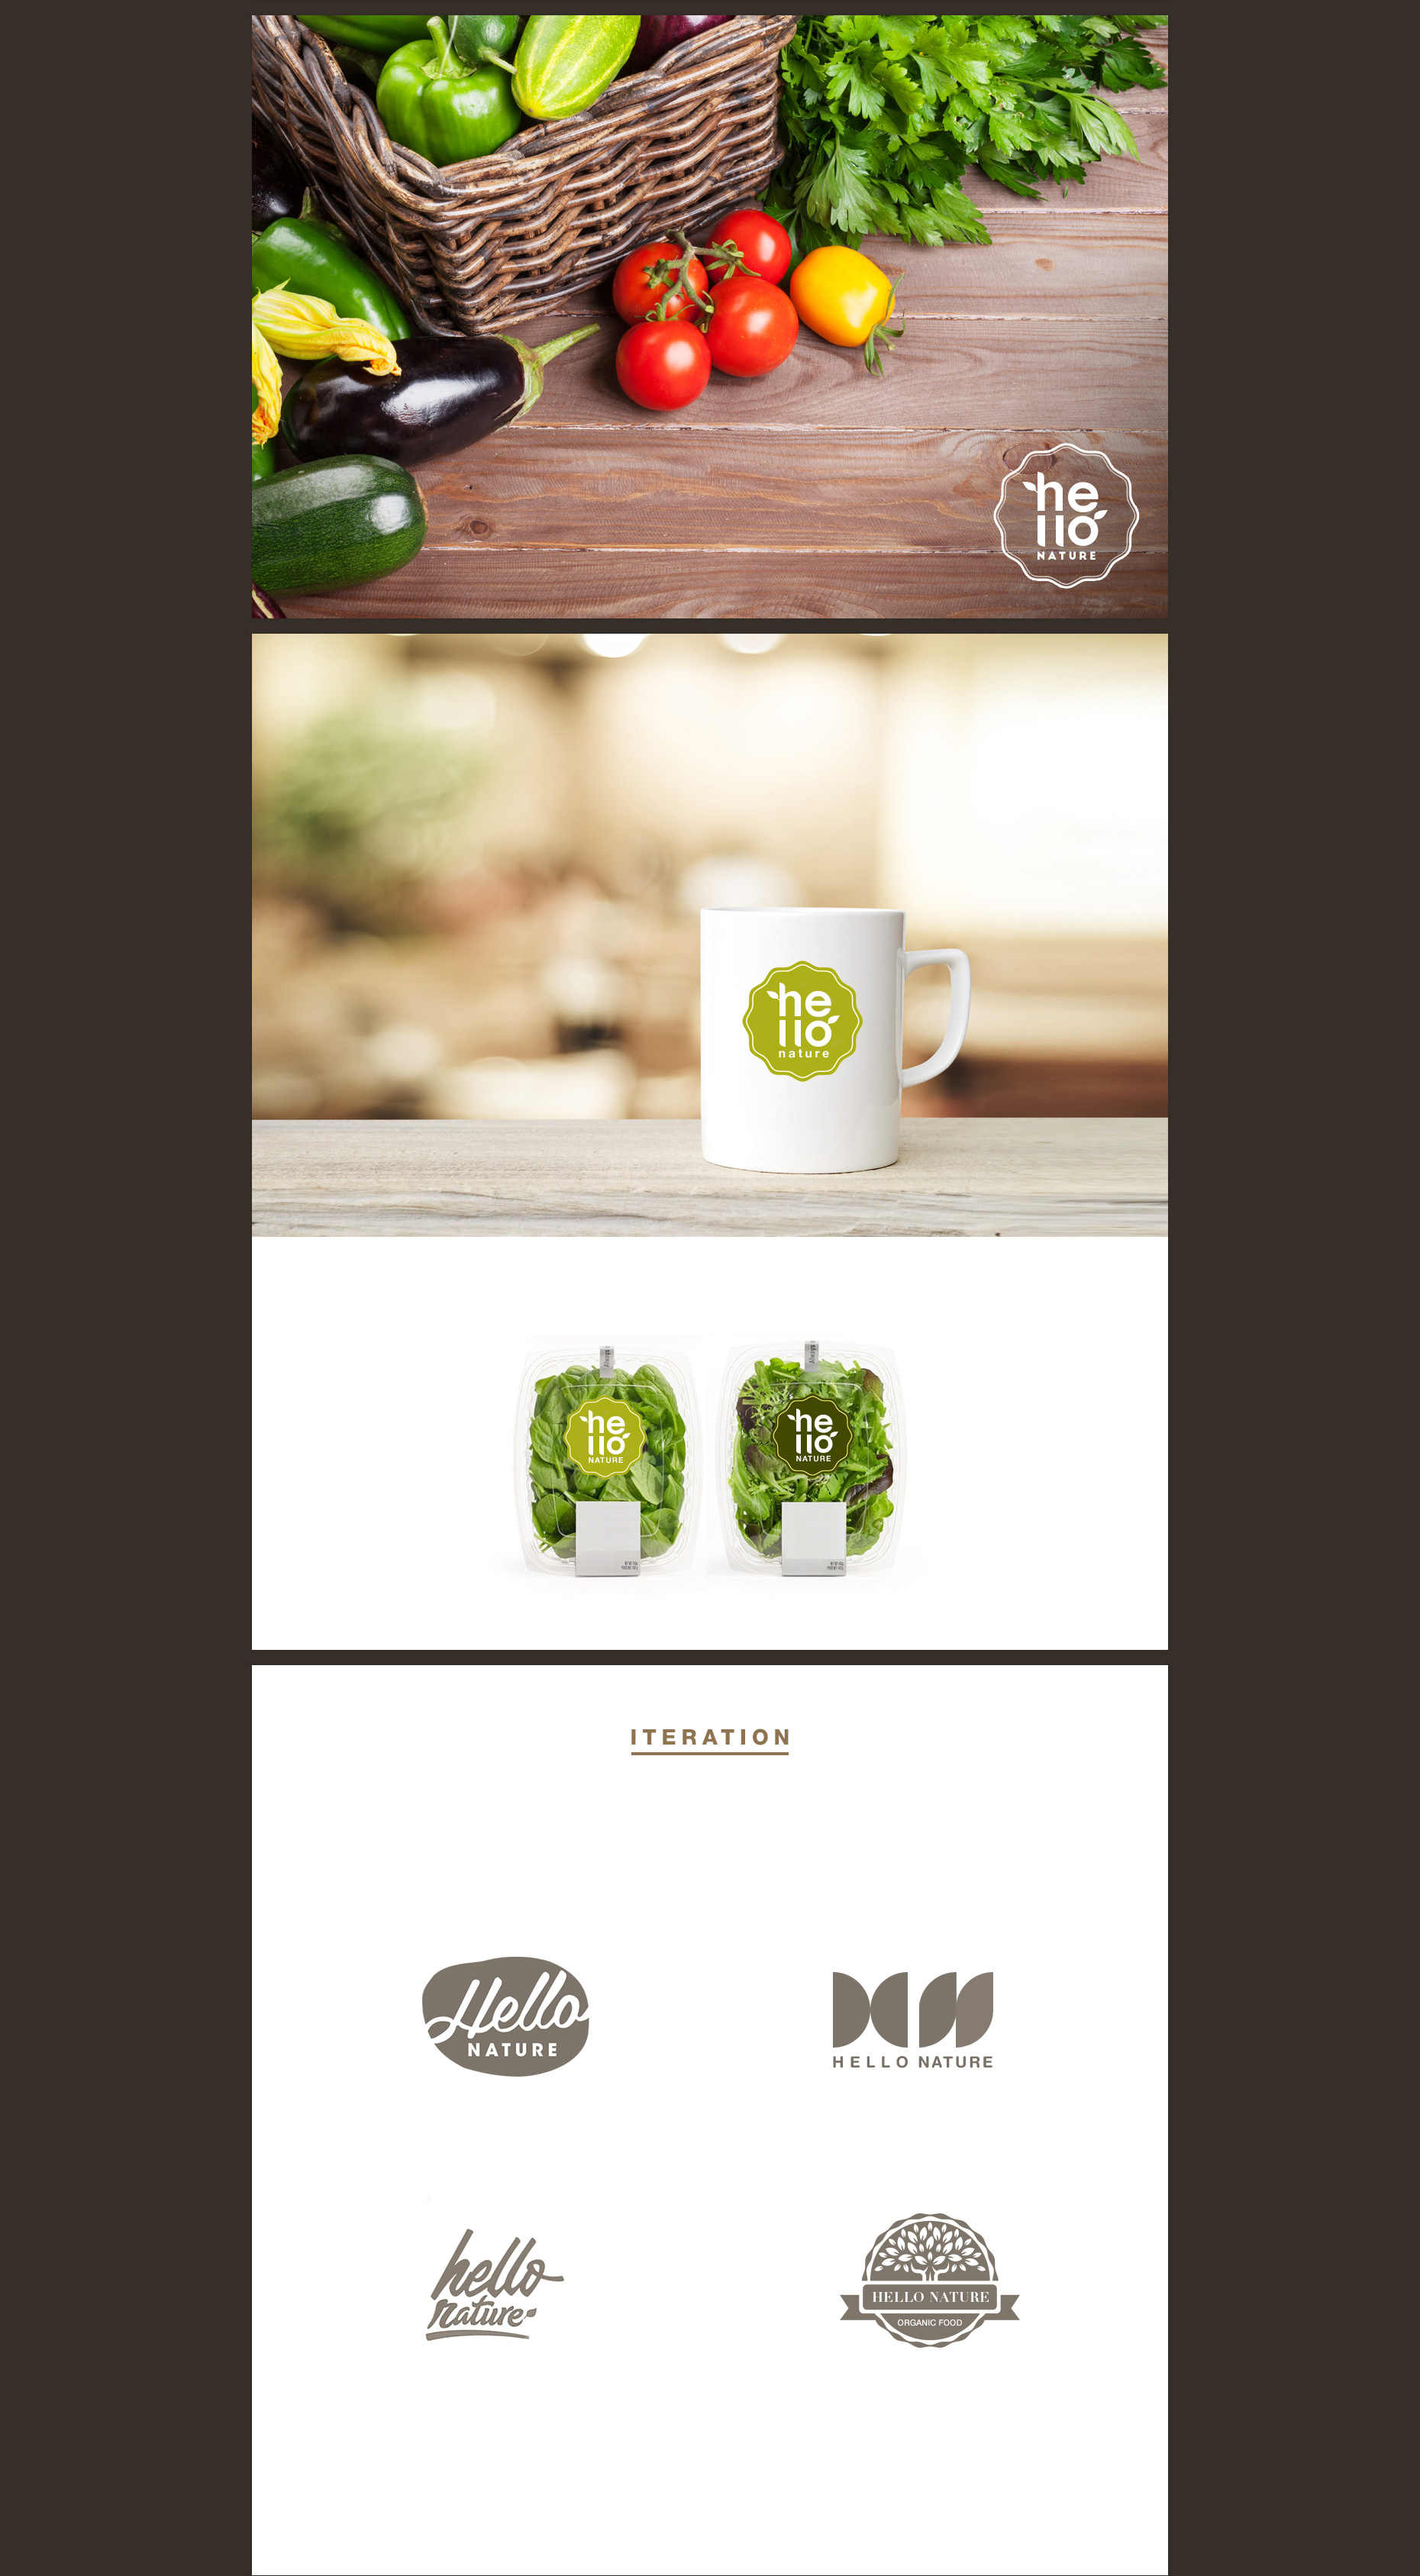 he
llo
NATURE
he
llo
nature
he
llo
NATURE
he
llo
NATURE
ITERATION
Hello
NATURE
HELLO NATURE
hello
nature
HELLO NATURE
ORGANIC FOOD